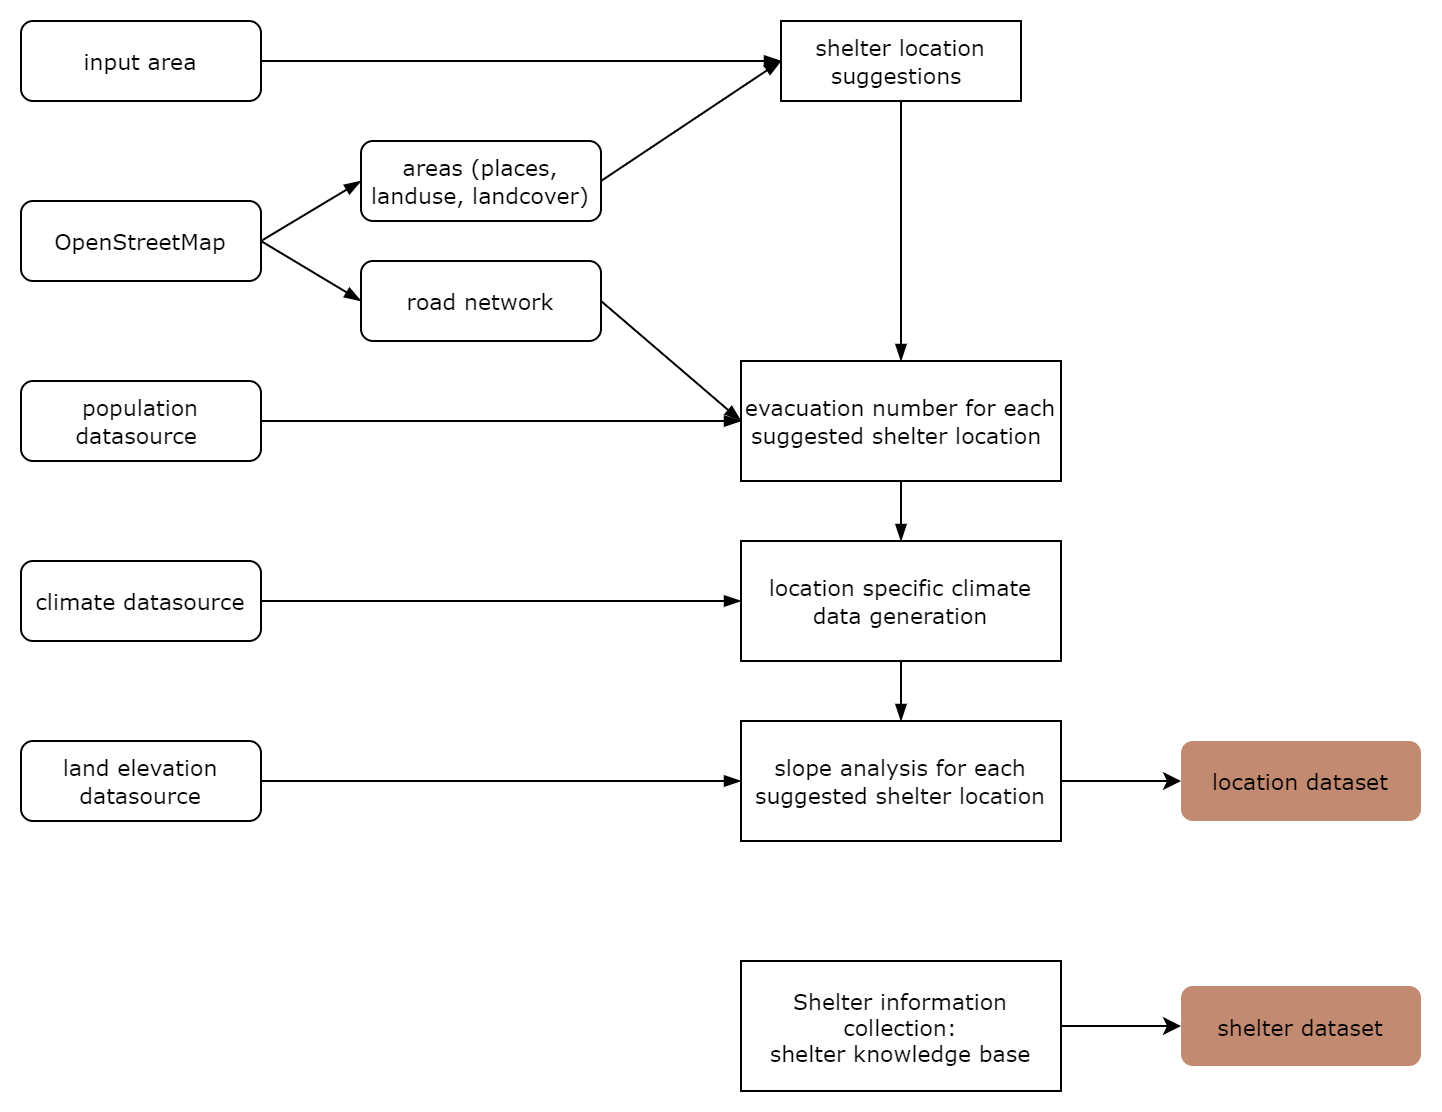 input area
shelter location
suggestions
areas (places,
landuse, landcover)
OpenStreetMap
road network
population
datasource
evacuation number for each
suggested shelter location
climate datasource
location specific climate
data generation
land elevation
datasource
slope analysis for each
suggested shelter location
location dataset
Shelter information
collection:
shelter knowledge base
shelter dataset